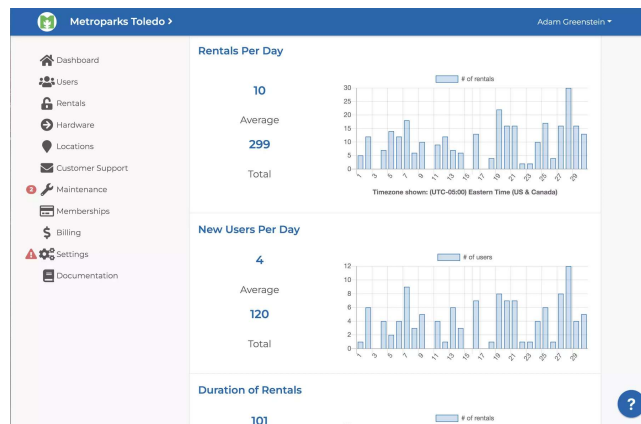 Metroparks Toledo >
Adam Greenstein
Dashboard
Users
Rentals
Hardware
Locations
Customer Support
2
Maintenance
Memberships
Billing
Settings
Documentation
Rentals Per Day
10
Average
299
Total
# of rentals
30
25
20
15
10
5
0
1 3 5 7 9 11 13 15 17 19 21 23 25 27 29
Timezone shown: (UTC-05:00) Eastern Time (US & Canada)
New Users Per Day
4
Average
120
Total
# of users
12
10
8
6
4
2
0
1 3 5 7 9 11 13 15 17 19 21 23 25 27 29
Duration of Rentals
101
# of rentals
?